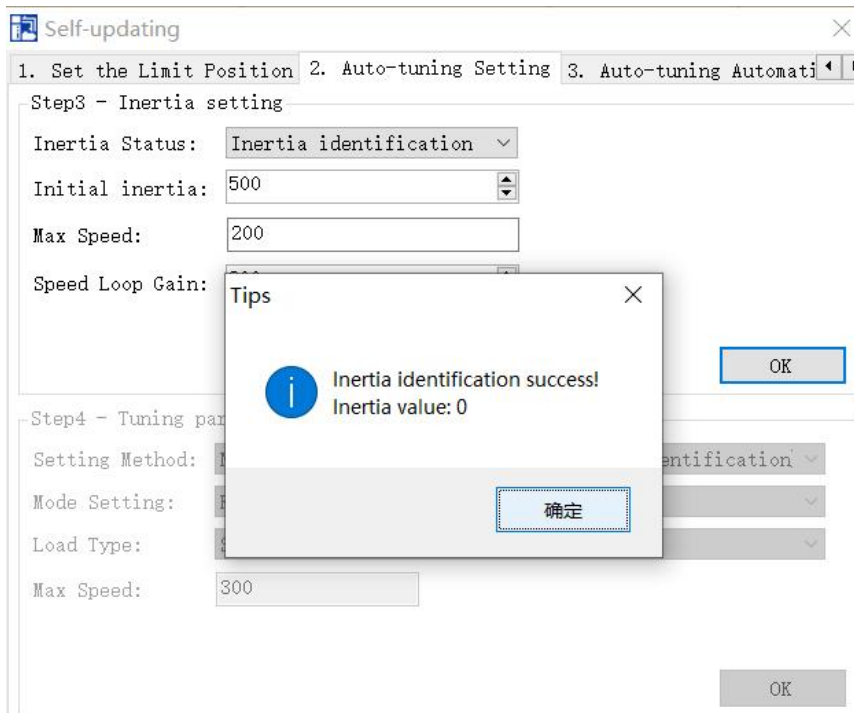 Self-updating
1. Set the Limit Position 2. Auto-tuning Setting 3. Auto-tuning Automati
Step3 - Inertia setting
Inertia Status: Inertia identification
Initial inertia: 500
Max Speed: 200
Speed Loop Gain:
Tips
Inertia identification success!
Inertia value: 0
确定
OK
Step4 - Tuning par
Setting Method: entification
Mode Setting:
Load Type:
Max Speed: 300
OK